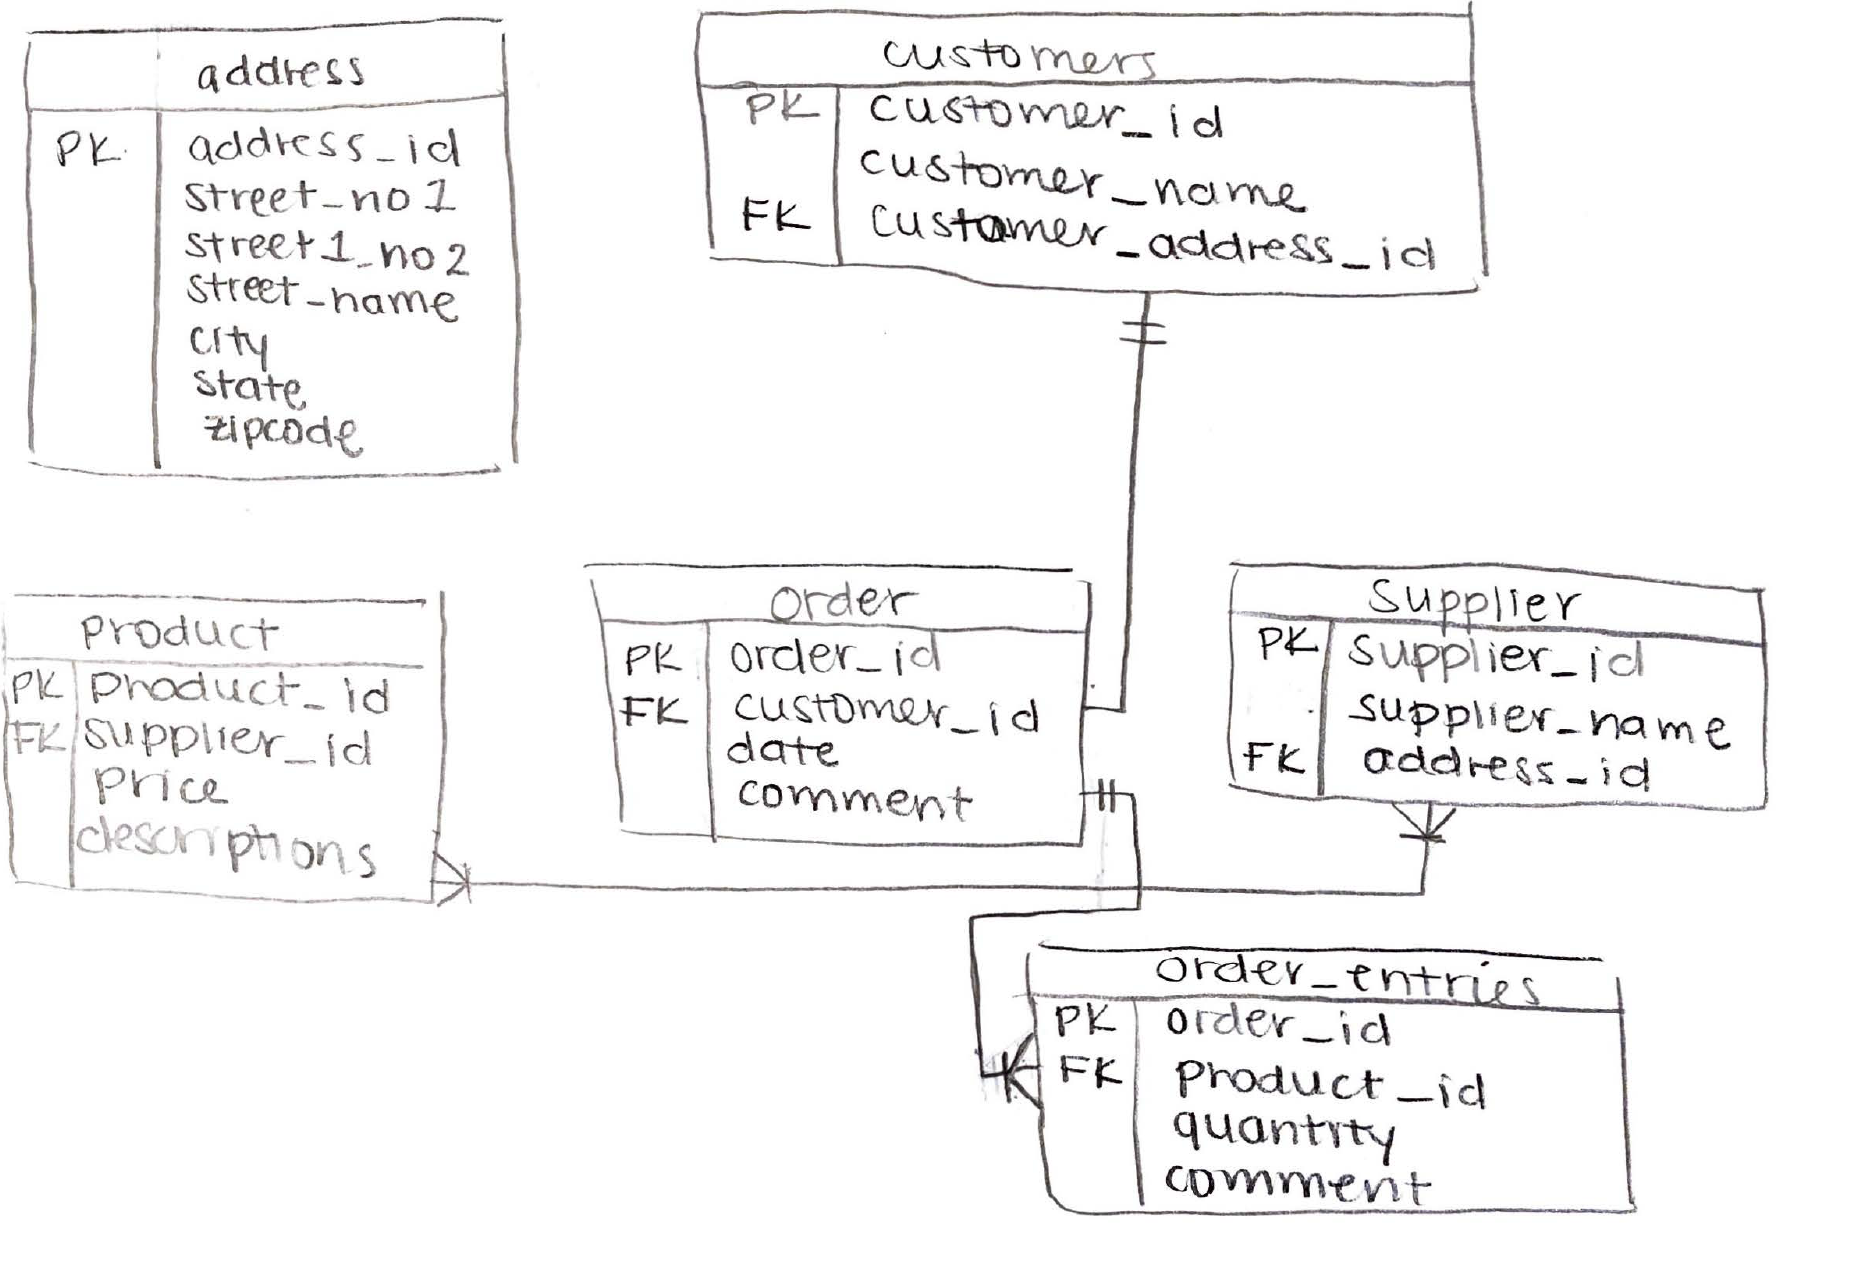 address
PK address_id
street_no 1
street1_no 2
street_name
city
state
zipcode
customers
PK customer_id
customer_name
FK customer_address_id
product
PK product_id
FK supplier_id
price
descriptions
order
PK order_id
FK customer_id
date
comment
supplier
PK supplier_id
supplier_name
FK address_id
order_entries
PK order_id
FK product_id
quantity
comment